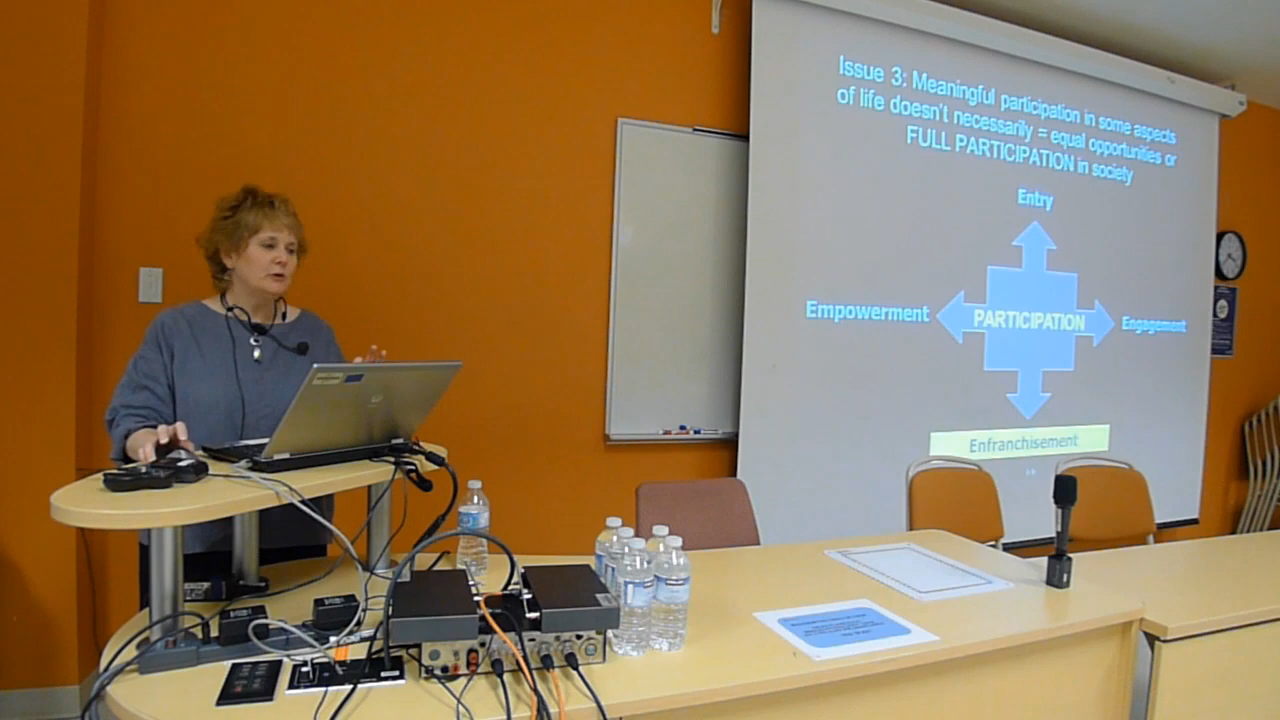 Issue 3: Meaningful participation in some aspects
of life doesn't necessarily = equal opportunities or
FULL PARTICIPATION in society
Entry
Empowerment
PARTICIPATION
Engagement
Enfranchisement